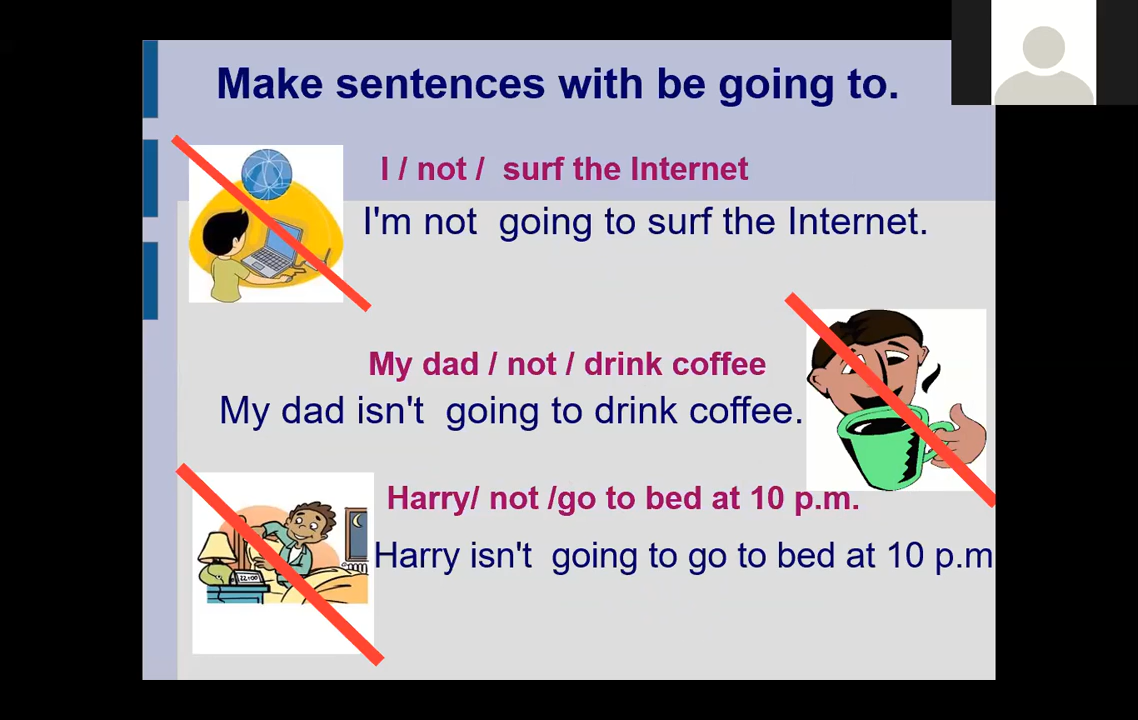 Make sentences with be going to.
I / not / surf the Internet
I'm not going to surf the Internet.
My dad / not / drink coffee
My dad isn't going to drink coffee.
Harry/ not /go to bed at 10 p.m.
Harry isn't going to go to bed at 10 p.m
22:00